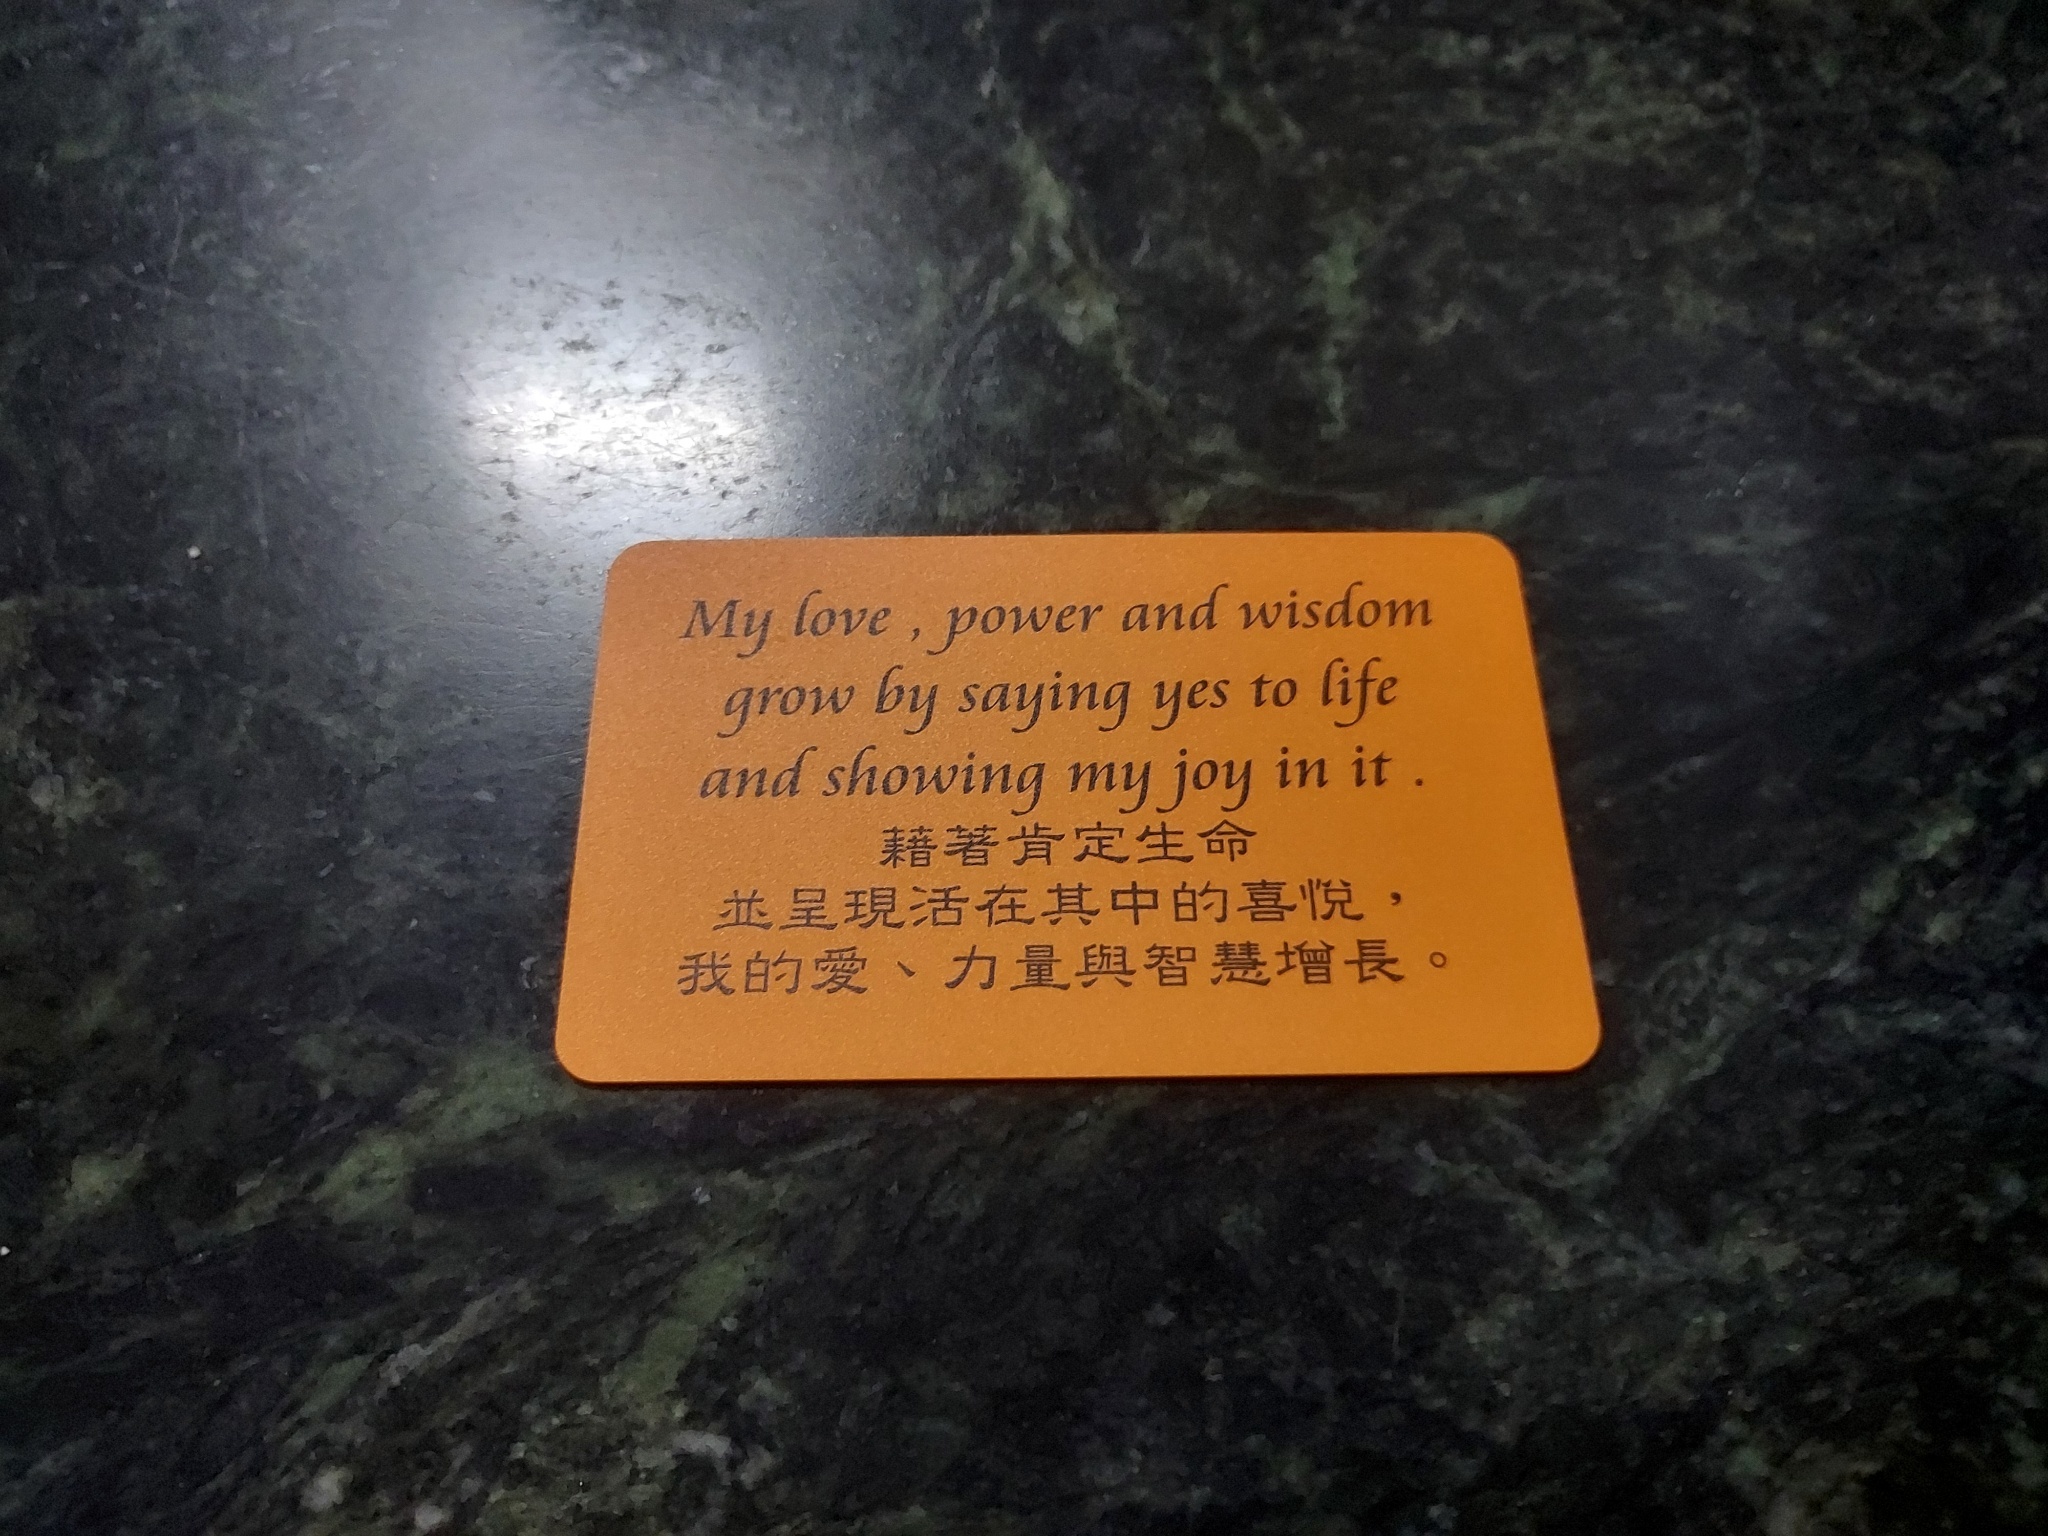 My love , power and wisdom
grow by saying yes to life
and showing my joy in it .
藉著肯定生命
並呈現活在其中的喜悅，
我的愛、力量與智慧增長。